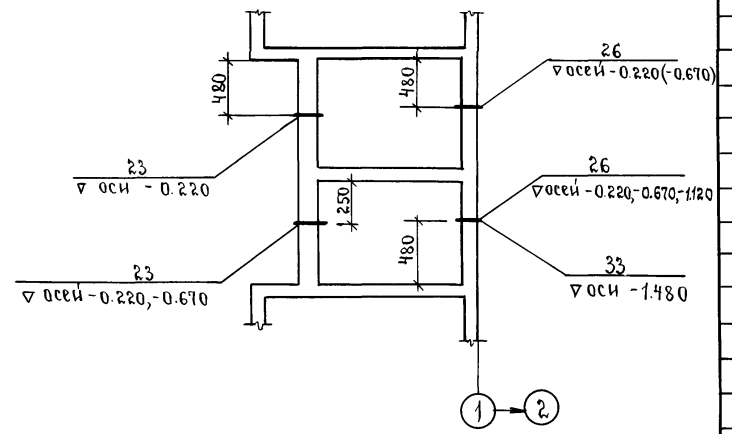 26
▽ осей -0.220(-0.670)
480
480
23
▽ оси -0.220
26
▽ осей -0.220,-0.670,-1.120
250
480
23
▽ осей -0.220,-0.670
33
▽ оси -1.480
1
2